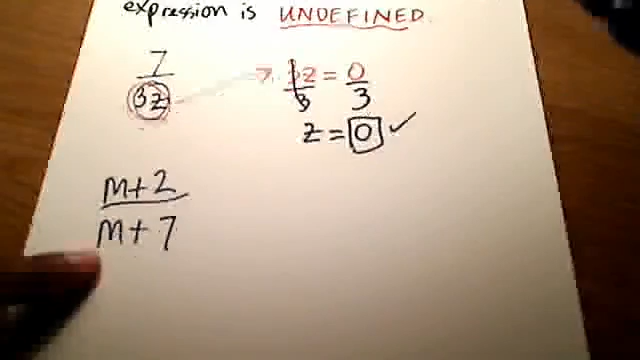 expression is UNDEFINED.
7
3z
3z = 0
3 3
z = 0 ✓
m+2
m+7